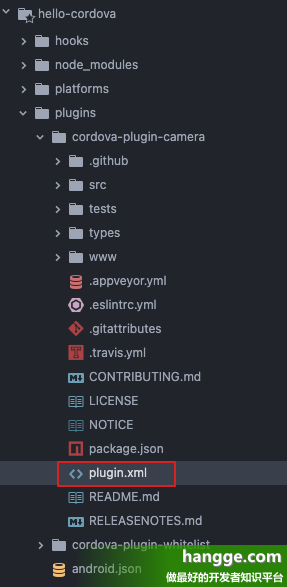 hello-cordova
hooks
node_modules
platforms
plugins
cordova-plugin-camera
.github
src
tests
types
www
.appveyor.yml
.eslintrc.yml
.gitattributes
.travis.yml
CONTRIBUTING.md
LICENSE
NOTICE
package.json
plugin.xml
README.md
RELEASENOTES.md
cordova-plugin-whitelist
android.json
hangge.com
做最好的开发者知识平台